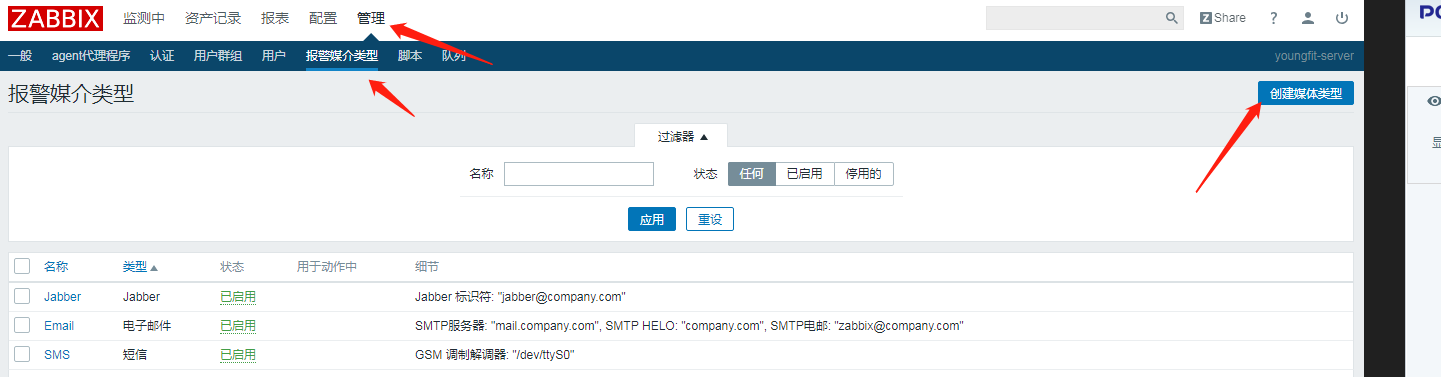 ZABBIX 监测中 资产记录 报表 配置 管理 Z Share ?
一般 agent代理程序 认证 用户群组 用户 报警媒介类型 脚本 队列 youngfit-server
报警媒介类型 创建媒体类型
过滤器
名称 状态 任何 已启用 停用的
应用 重设
名称 类型 状态 用于动作中 细节
Jabber Jabber 已启用 Jabber 标识符: "jabber@company.com"
Email 电子邮件 已启用 SMTP服务器: "mail.company.com", SMTP HELO: "company.com", SMTP电邮: "zabbix@company.com"
SMS 短信 已启用 GSM 调制解调器: "/dev/ttyS0"